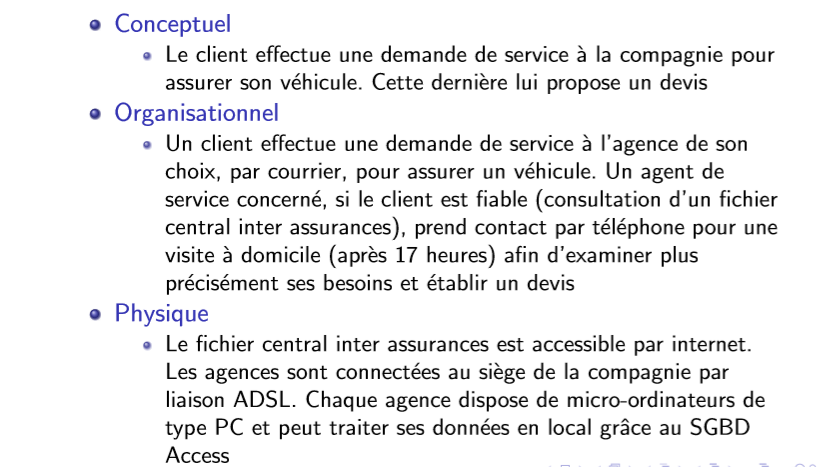 Conceptuel
Le client effectue une demande de service à la compagnie pour
assurer son véhicule. Cette dernière lui propose un devis
Organisationnel
Un client effectue une demande de service à l'agence de son
choix, par courrier, pour assurer un véhicule. Un agent de
service concerné, si le client est fiable (consultation d'un fichier
central inter assurances), prend contact par téléphone pour une
visite à domicile (après 17 heures) afin d'examiner plus
précisément ses besoins et établir un devis
Physique
Le fichier central inter assurances est accessible par internet.
Les agences sont connectées au siège de la compagnie par
liaison ADSL. Chaque agence dispose de micro-ordinateurs de
type PC et peut traiter ses données en local grâce au SGBD
Access